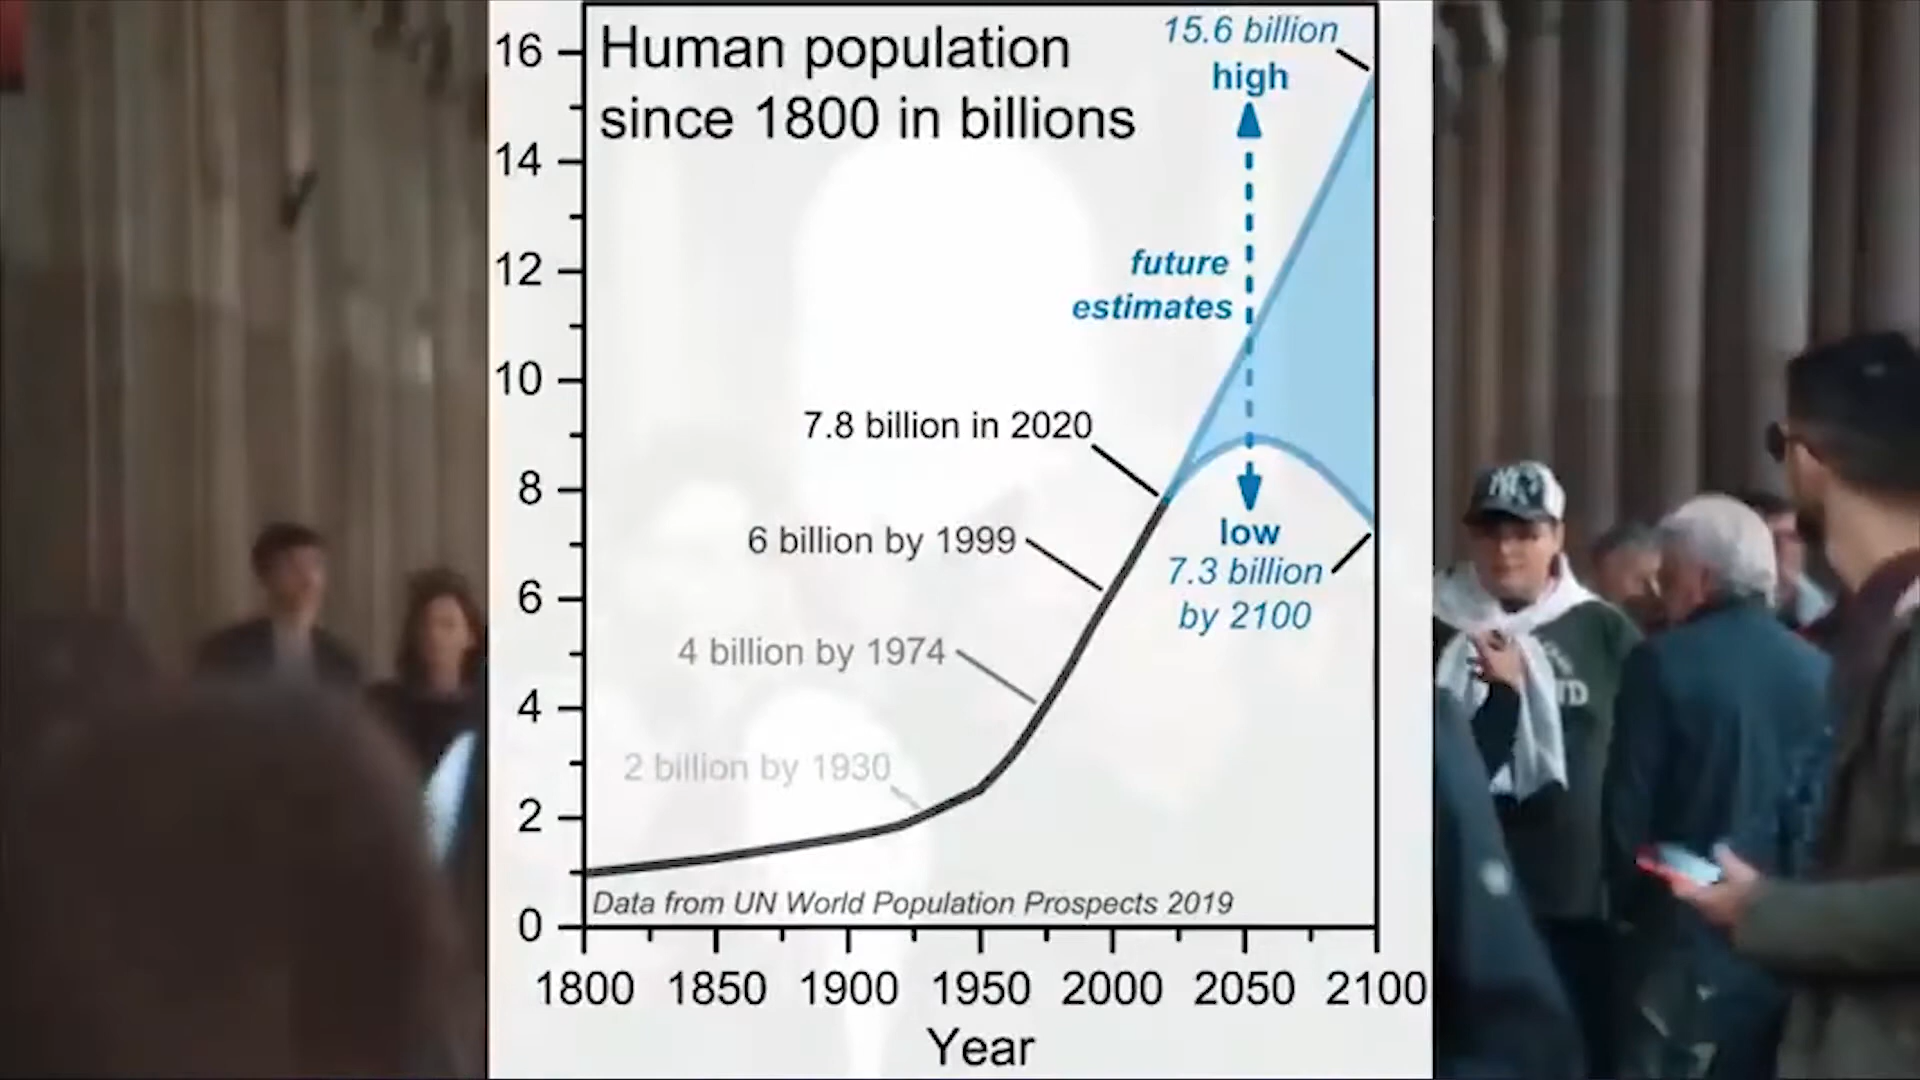 Human population
since 1800 in billions
15.6 billion
high
future
estimates
7.8 billion in 2020
6 billion by 1999
4 billion by 1974
2 billion by 1930
low
7.3 billion
by 2100
Data from UN World Population Prospects 2019
16
14
12
10
8
6
4
2
0
1800 1850 1900 1950 2000 2050 2100
Year
NY